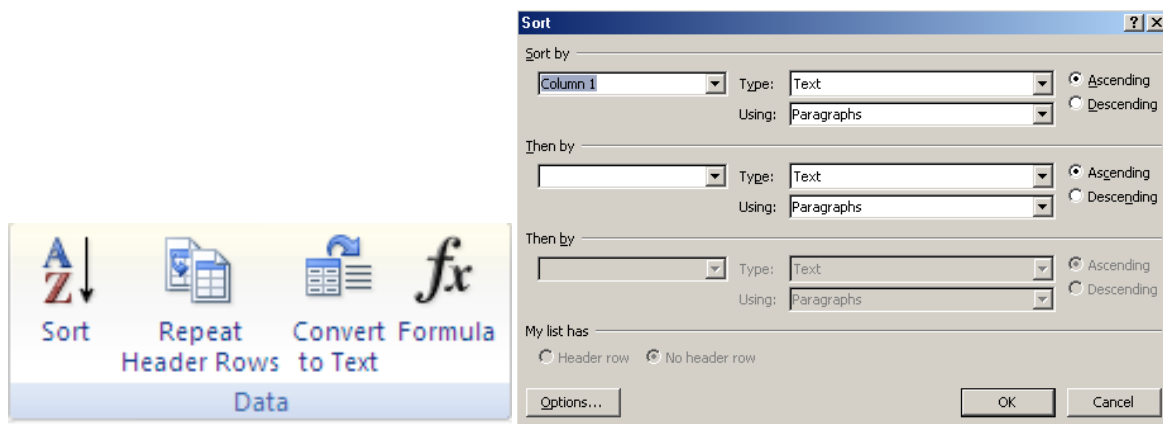 Sort
Repeat
Header Rows
Convert
to Text
Formula
Data
Sort
Sort by
Column 1
Type: Text
Ascending
Descending
Using: Paragraphs
Then by
Type: Text
Ascending
Descending
Using: Paragraphs
Then by
Type: Text
Ascending
Descending
Using: Paragraphs
My list has
Header row No header row
Options... OK Cancel